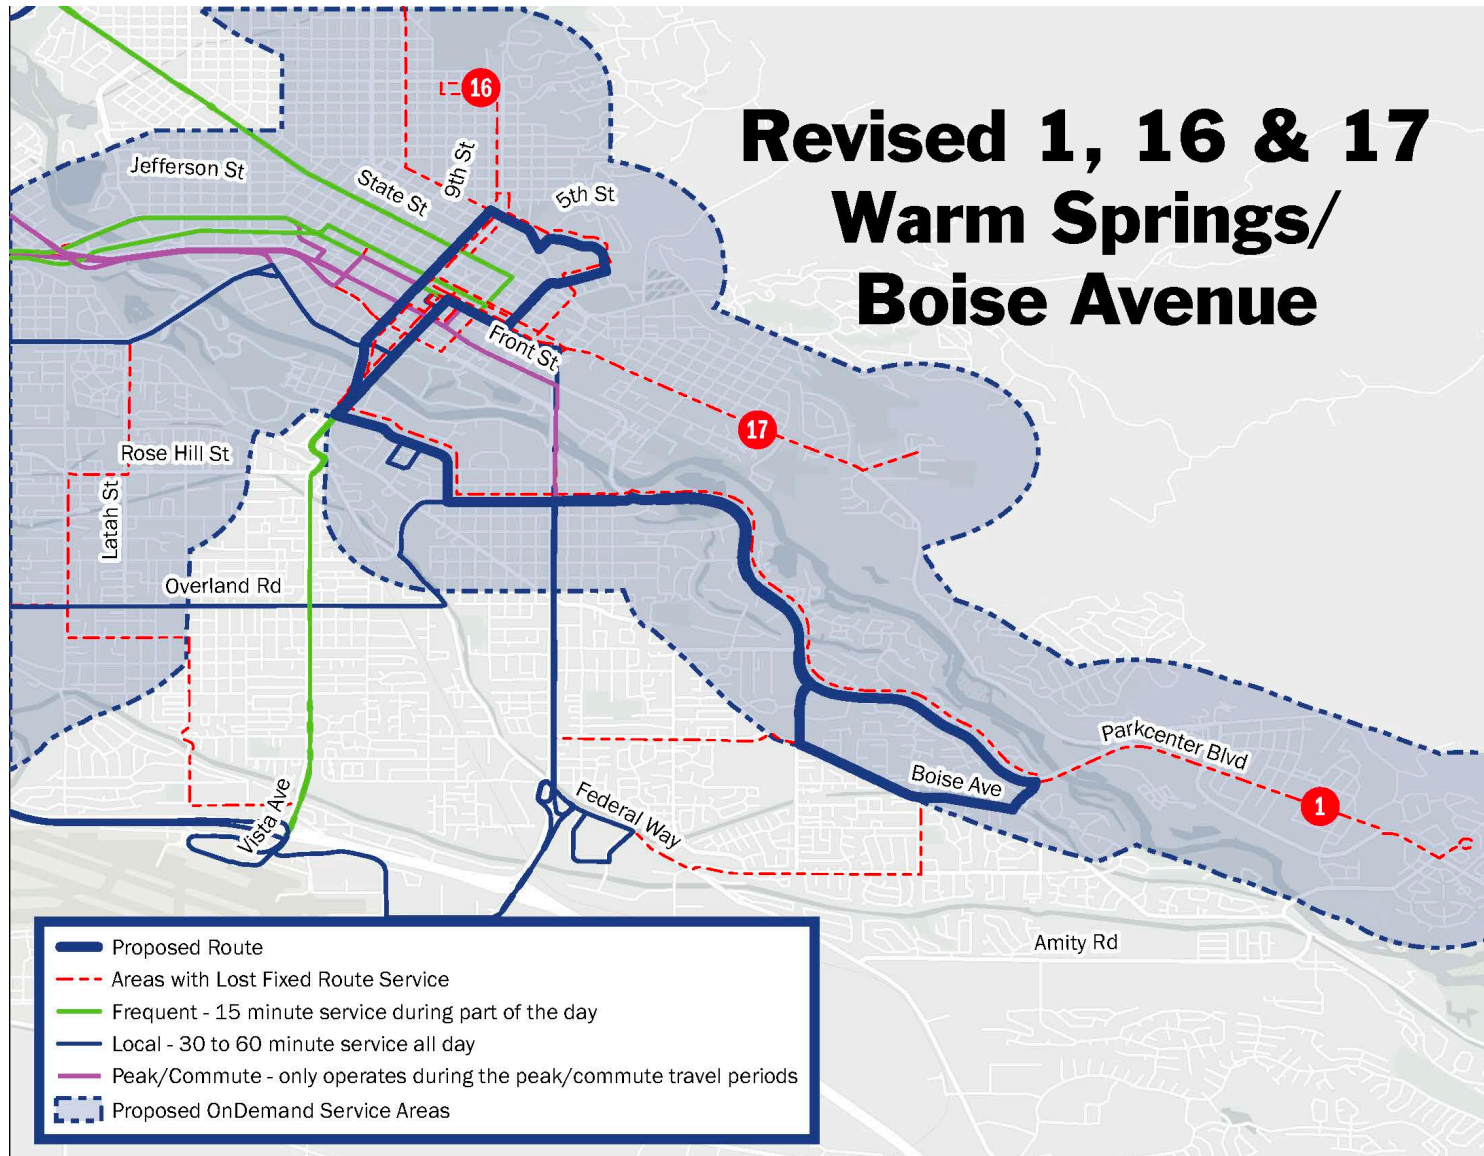 16
Revised 1, 16 & 17
Warm Springs/
Boise Avenue
Jefferson St
State St
9th St
5th St
Front St
17
Rose Hill St
Latah St
Overland Rd
Parkcenter Blvd
Boise Ave
Vista Ave
Federal Way
1
Amity Rd
Proposed Route
Areas with Lost Fixed Route Service
Frequent - 15 minute service during part of the day
Local - 30 to 60 minute service all day
Peak/Commute - only operates during the peak/commute travel periods
Proposed OnDemand Service Areas